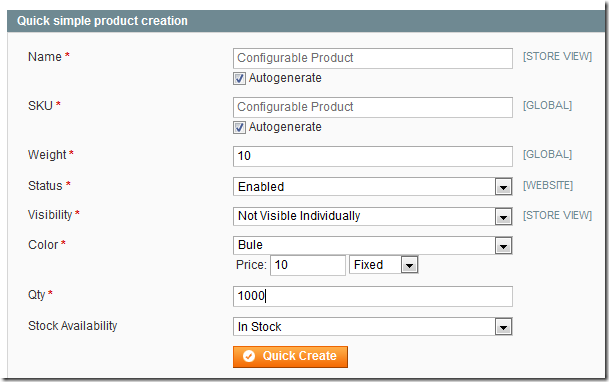 Quick simple product creation
Name * Configurable Product [STORE VIEW]
Autogenerate
SKU * Configurable Product [GLOBAL]
Autogenerate
Weight * 10 [GLOBAL]
Status * Enabled [WEBSITE]
Visibility * Not Visible Individually [STORE VIEW]
Color * Bule
Price: 10 Fixed
Qty * 1000
Stock Availability In Stock
Quick Create